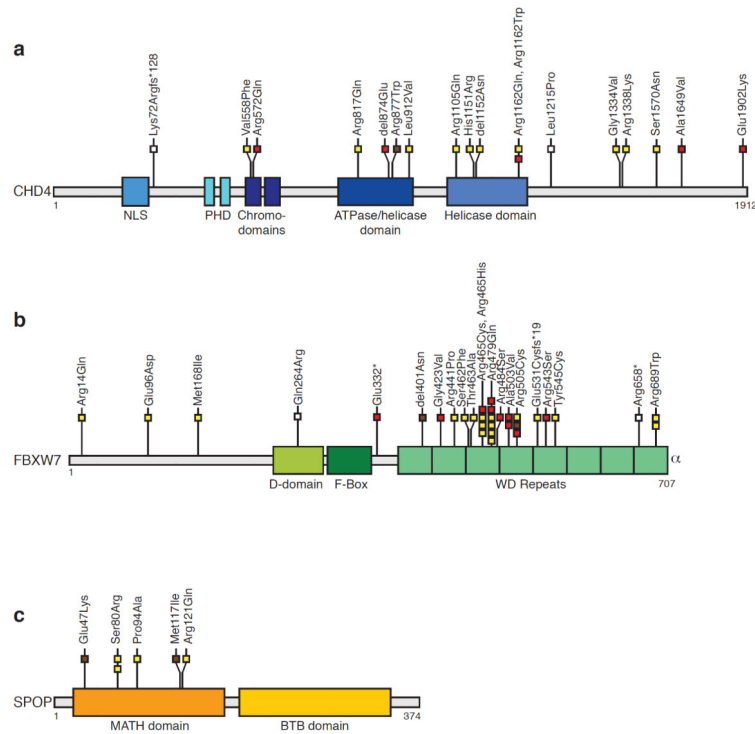 a
Lys72Argfs*128
Val558Phe
Arg572Gln
Arg817Gln
del874Glu
Arg877Trp
Leu912Val
Arg1105Gln
His1151Arg
del1152Asn
Arg1162Gln, Arg1162Trp
Leu1215Pro
Gly1334Val
Arg1338Lys
Ser1570Asn
Ala1649Val
Glu1902Lys
CHD4
1
1912
NLS
PHD
Chromo-
domains
ATPase/helicase
domain
Helicase domain
b
Arg14Gln
Glu96Asp
Met168Ile
Gln264Arg
Glu332*
del401Asn
Gly423Val
Arg441Pro
Ser462Phe
Thr463Ala
Arg465Cys, Arg465His
Arg479Gln
Arg484Ser
Ala503Val
Arg505Cys
Glu531Cysfs*19
Arg543Ser
Tyr545Cys
Arg658*
Arg689Trp
FBXW7
α
1
707
D-domain
F-Box
WD Repeats
c
Glu47Lys
Ser80Arg
Pro94Ala
Met117Ile
Arg121Gln
SPOP
1
374
MATH domain
BTB domain